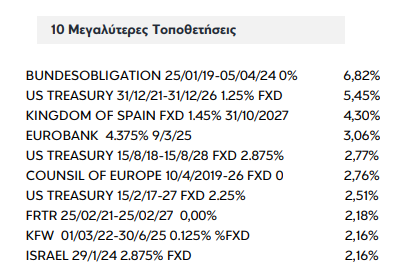 10 Μεγαλύτερες Τοποθετήσεις
BUNDESOBLIGATION 25/01/19-05/04/24 0% 6,82%
US TREASURY 31/12/21-31/12/26 1.25% FXD 5,45%
KINGDOM OF SPAIN FXD 1.45% 31/10/2027 4,30%
EUROBANK 4.375% 9/3/25 3,06%
US TREASURY 15/8/18-15/8/28 FXD 2.875% 2,77%
COUNSIL OF EUROPE 10/4/2019-26 FXD 0 2,76%
US TREASURY 15/2/17-27 FXD 2.25% 2,51%
FRTR 25/02/21-25/02/27 0,00% 2,18%
KFW 01/03/22-30/6/25 0.125% %FXD 2,16%
ISRAEL 29/1/24 2.875% FXD 2,16%